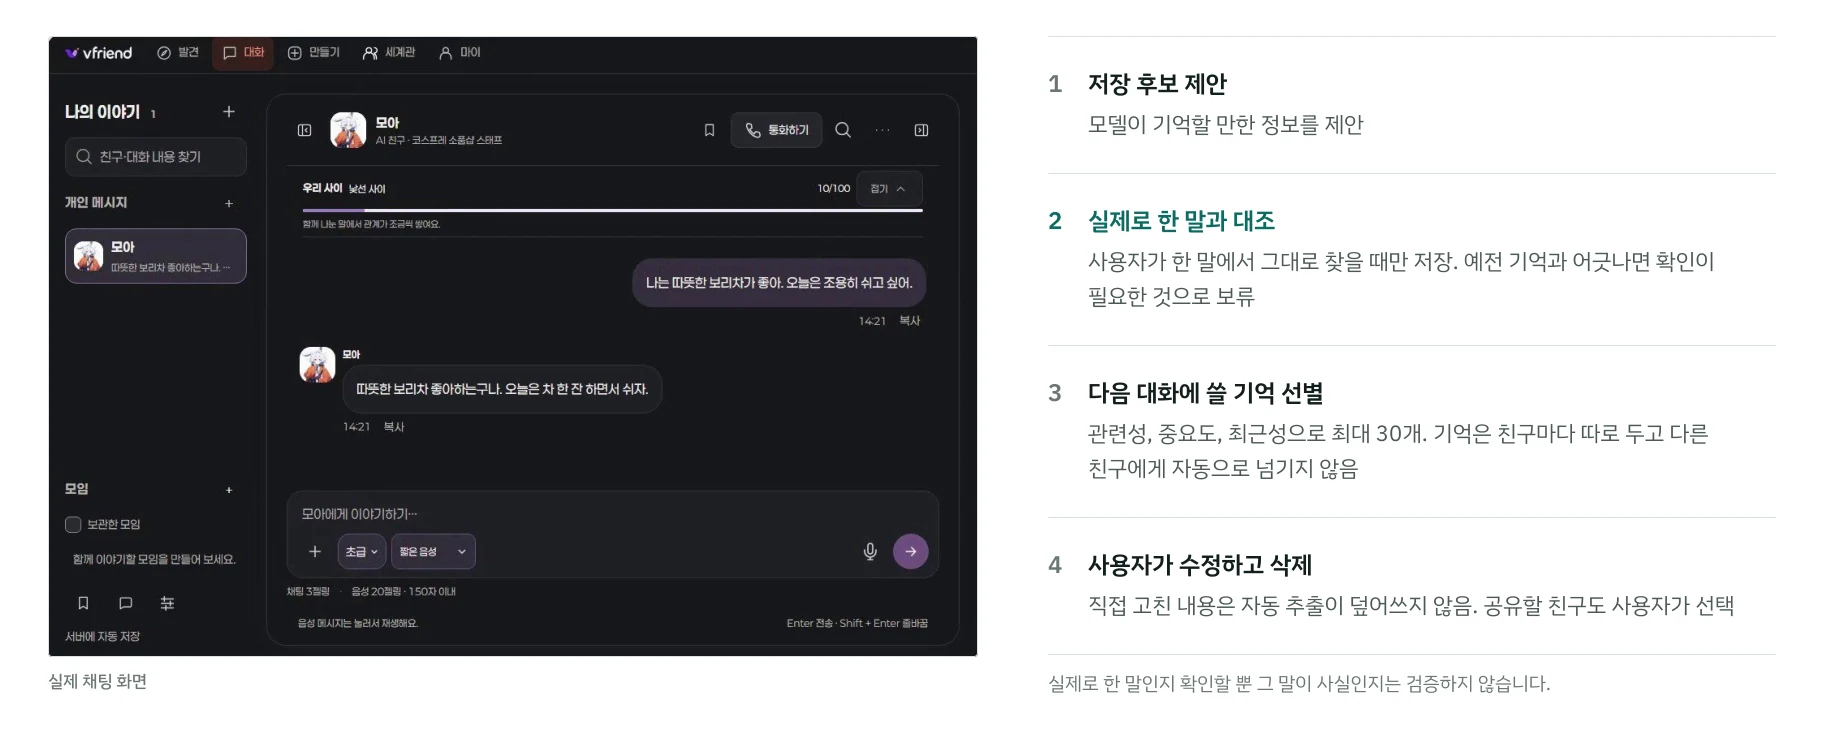 vfriend
발견
대화
만들기
세계관
마이
나의 이야기 1
친구·대화 내용 찾기
개인 메시지
모아
따뜻한 보리차 좋아하는구나. ···
모임
보관한 모임
함께 이야기할 모임을 만들어 보세요.
서버에 자동 저장
모아
AI 친구 · 코스프레 소품샵 스태프
통화하기
우리 사이 낯선 사이
10/100
접기
함께 나눈 말에서 관계가 조금씩 쌓여요.
나는 따뜻한 보리차가 좋아. 오늘은 조용히 쉬고 싶어.
14:21 복사
모아
따뜻한 보리차 좋아하는구나. 오늘은 차 한 잔 하면서 쉬자.
14:21 복사
모아에게 이야기하기···
초급
짧은 음성
채팅 3젤링 · 음성 20젤링 · 150자 이내
음성 메시지는 눌러서 재생해요.
Enter 전송 · Shift + Enter 줄바꿈
실제 채팅 화면
1 저장 후보 제안
모델이 기억할 만한 정보를 제안
2 실제로 한 말과 대조
사용자가 한 말에서 그대로 찾을 때만 저장. 예전 기억과 어긋나면 확인이
필요한 것으로 보류
3 다음 대화에 쓸 기억 선별
관련성, 중요도, 최근성으로 최대 30개. 기억은 친구마다 따로 두고 다른
친구에게 자동으로 넘기지 않음
4 사용자가 수정하고 삭제
직접 고친 내용은 자동 추출이 덮어쓰지 않음. 공유할 친구도 사용자가 선택
실제로 한 말인지 확인할 뿐 그 말이 사실인지는 검증하지 않습니다.